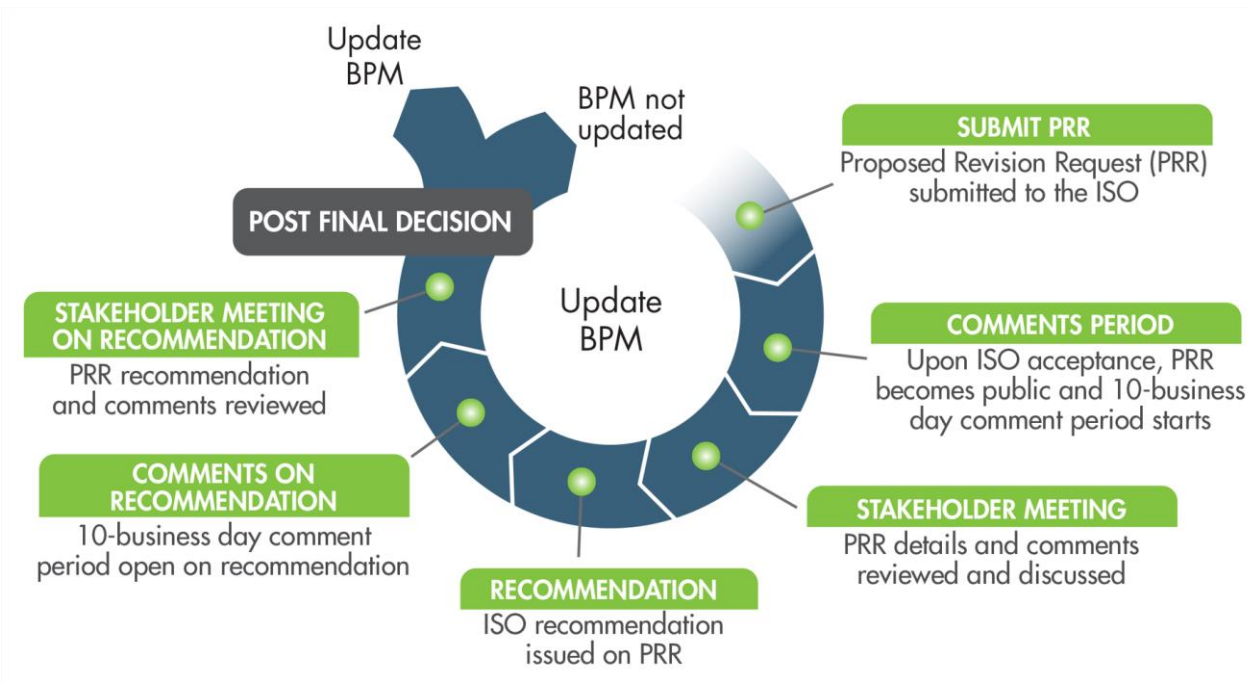 Update
BPM
BPM not
updated
SUBMIT PRR
Proposed Revision Request (PRR)
submitted to the ISO
COMMENTS PERIOD
Upon ISO acceptance, PRR
becomes public and 10-business
day comment period starts
STAKEHOLDER MEETING
PRR details and comments
reviewed and discussed
RECOMMENDATION
ISO recommendation
issued on PRR
COMMENTS ON
RECOMMENDATION
10-business day comment
period open on recommendation
STAKEHOLDER MEETING
ON RECOMMENDATION
PRR recommendation
and comments reviewed
POST FINAL DECISION
Update
BPM